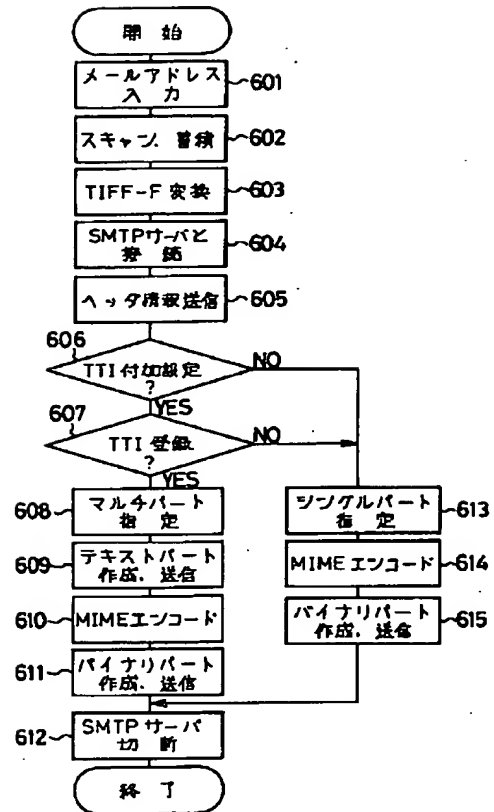 開始
メールアドレス
入力
601
スキャン、蓄積
602
TIFF-F変換
603
SMTPサーバと
接続
604
ヘッダ情報送信
605
606
TTI付加設定
?
NO
YES
607
TTI登録
?
NO
YES
608
マルチパート
指定
609
テキストパート
作成、送信
610
MIMEエンコード
611
バイナリパート
作成、送信
シングルパート
指定
613
MIMEエンコード
614
バイナリパート
作成、送信
615
612
SMTPサーバ
切断
終了